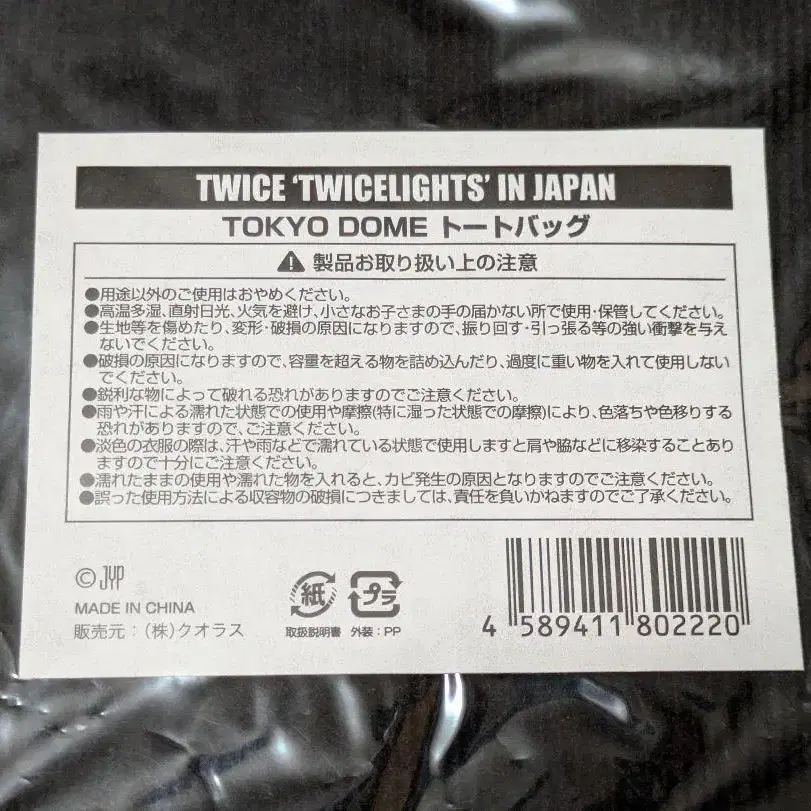 TWICE 'TWICELIGHTS' IN JAPAN
TOKYO DOME トートバッグ
製品お取り扱い上の注意
●用途以外のご使用はおやめください。
●高温多湿、直射日光、火気を避け、小さなお子さまの手の届かない所で使用・保管してください。
●生地等を傷めたり、変形・破損の原因になりますので、振り回す・引っ張る等の強い衝撃を与え
ないでください。
●破損の原因になりますので、容量を超える物を詰め込んだり、過度に重い物を入れて使用しない
でください。
●鋭利な物によって破れる恐れがありますのでご注意ください。
●雨や汗による濡れた状態での使用や摩擦(特に湿った状態での摩擦)により、色落ちや色移りする
恐れがありますので、ご注意ください。
●淡色の衣服の際は、汗や雨などで濡れている状態で使用しますと肩や脇などに移染することあり
ますので十分にご注意ください。
●濡れたままの使用や濡れた物を入れると、カビ発生の原因となりますのでご注意ください。
●誤った使用方法による収容物の破損につきましては、責任を負いかねますのでご了承ください。
© JYP
MADE IN CHINA
販売元:(株)クオラス
紙
取扱説明書
プラ
外装:PP
4 589411 802220